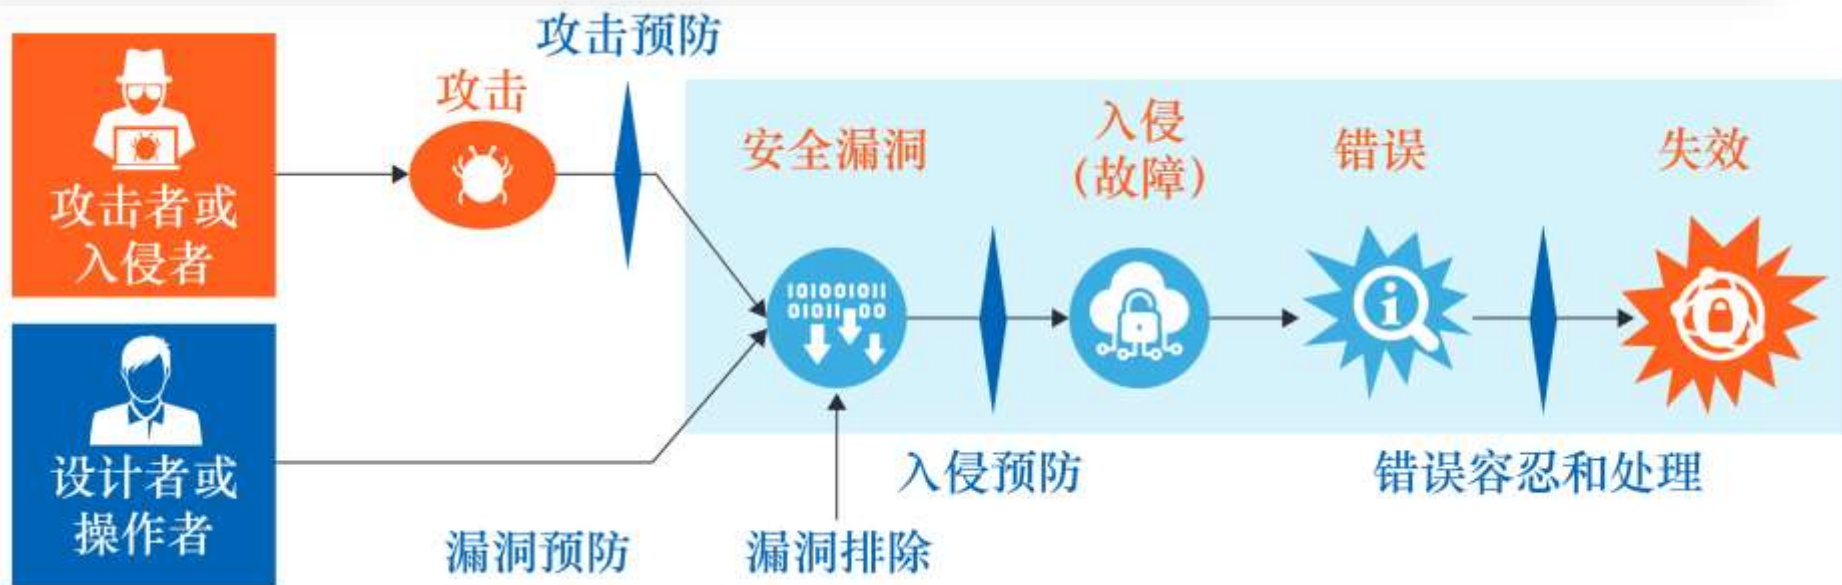 攻击预防
攻击
攻击者或
入侵者
安全漏洞
入侵
（故障）
错误
失效
101001011
01011 00
设计者或
操作者
入侵预防
错误容忍和处理
漏洞预防
漏洞排除